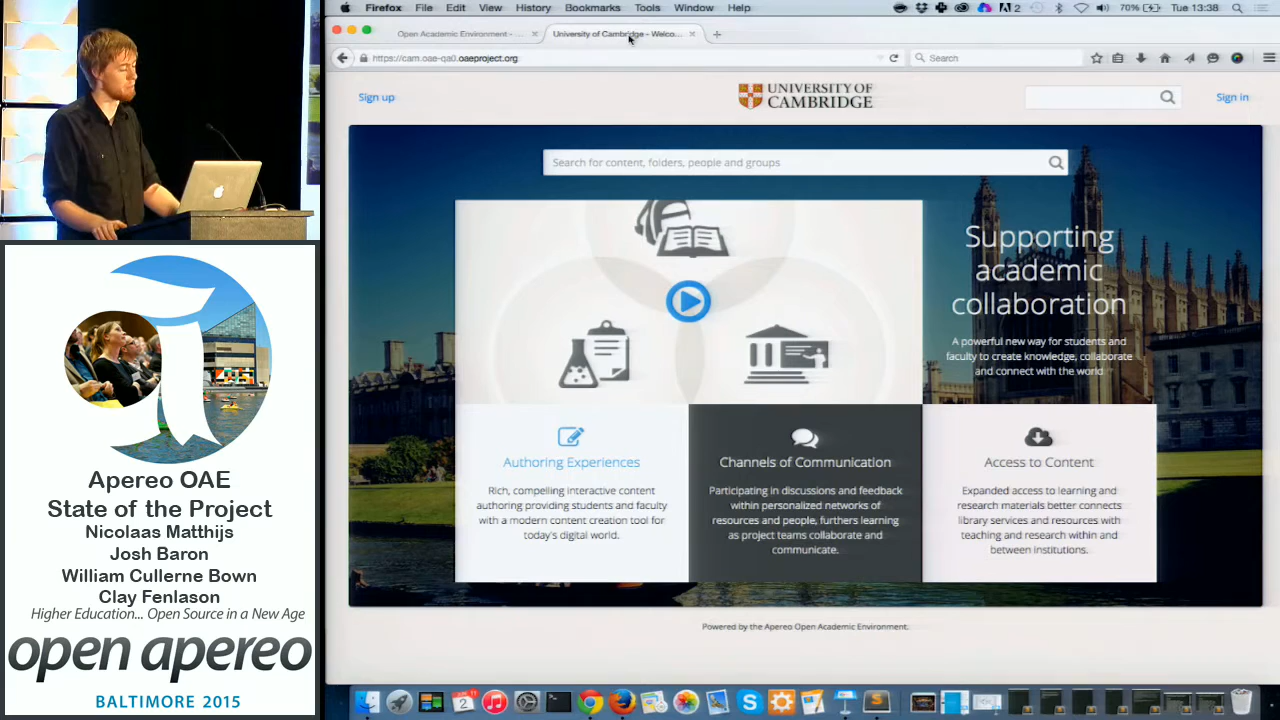 Firefox File Edit View History Bookmarks Tools Window Help
2 70% Tue 13:38
Open Academic Environment - ...
University of Cambridge - Welco...
https://cam.oae-qa0.oaeproject.org
Search
Sign up
UNIVERSITY OF
CAMBRIDGE
Sign in
Search for content, folders, people and groups
Supporting
academic
collaboration
A powerful new way for students and
faculty to create knowledge, collaborate
and connect with the world
Authoring Experiences
Rich, compelling interactive content
authoring providing students and faculty
with a modern content creation tool for
today's digital world.
Channels of Communication
Participating in discussions and feedback
within personalized networks of
resources and people, furthers learning
as project teams collaborate and
communicate.
Access to Content
Expanded access to learning and
research materials better connects
library services and resources with
teaching and research within and
between institutions.
Powered by the Apereo Open Academic Environment.
Apereo OAE
State of the Project
Nicolaas Matthijs
Josh Baron
William Cullerne Bown
Clay Fenlason
Higher Education... Open Source in a New Age
open apereo
BALTIMORE 2015